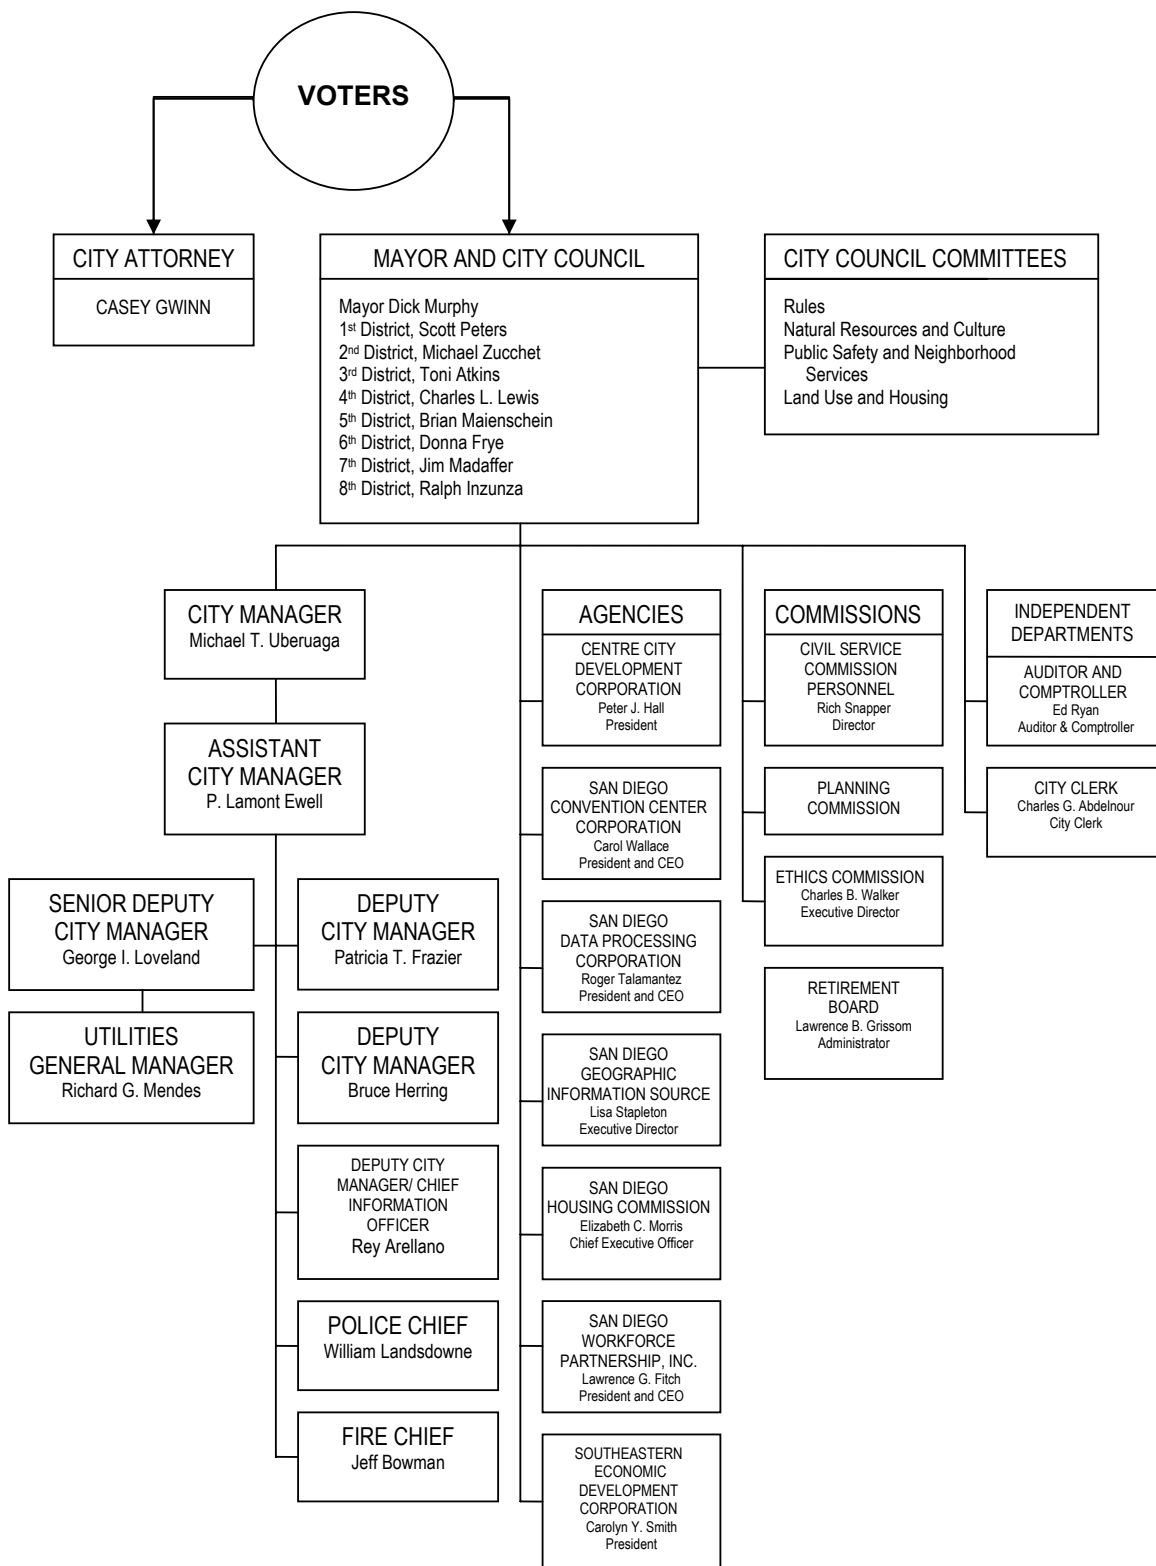 VOTERS
CITY ATTORNEY
CASEY GWINN
MAYOR AND CITY COUNCIL
Mayor Dick Murphy
1st District, Scott Peters
2nd District, Michael Zucchet
3rd District, Toni Atkins
4th District, Charles L. Lewis
5th District, Brian Maienschein
6th District, Donna Frye
7th District, Jim Madaffer
8th District, Ralph Inzunza
CITY COUNCIL COMMITTEES
Rules
Natural Resources and Culture
Public Safety and Neighborhood
Services
Land Use and Housing
CITY MANAGER
Michael T. Uberuaga
ASSISTANT
CITY MANAGER
P. Lamont Ewell
SENIOR DEPUTY
CITY MANAGER
George I. Loveland
UTILITIES
GENERAL MANAGER
Richard G. Mendes
DEPUTY
CITY MANAGER
Patricia T. Frazier
DEPUTY
CITY MANAGER
Bruce Herring
DEPUTY CITY
MANAGER/ CHIEF
INFORMATION
OFFICER
Rey Arellano
POLICE CHIEF
William Landsdowne
FIRE CHIEF
Jeff Bowman
AGENCIES
CENTRE CITY
DEVELOPMENT
CORPORATION
Peter J. Hall
President
SAN DIEGO
CONVENTION CENTER
CORPORATION
Carol Wallace
President and CEO
SAN DIEGO
DATA PROCESSING
CORPORATION
Roger Talamantez
President and CEO
SAN DIEGO
GEOGRAPHIC
INFORMATION SOURCE
Lisa Stapleton
Executive Director
SAN DIEGO
HOUSING COMMISSION
Elizabeth C. Morris
Chief Executive Officer
SAN DIEGO
WORKFORCE
PARTNERSHIP, INC.
Lawrence G. Fitch
President and CEO
SOUTHEASTERN
ECONOMIC
DEVELOPMENT
CORPORATION
Carolyn Y. Smith
President
COMMISSIONS
CIVIL SERVICE
COMMISSION
PERSONNEL
Rich Snapper
Director
PLANNING
COMMISSION
ETHICS COMMISSION
Charles B. Walker
Executive Director
RETIREMENT
BOARD
Lawrence B. Grissom
Administrator
INDEPENDENT
DEPARTMENTS
AUDITOR AND
COMPTROLLER
Ed Ryan
Auditor & Comptroller
CITY CLERK
Charles G. Abdelnour
City Clerk